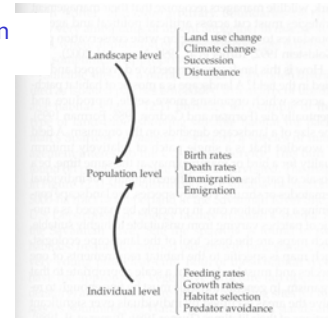 n
Landscape level
Land use change
Climate change
Succession
Disturbance
Population level
Birth rates
Death rates
Immigration
Emigration
Individual level
Feeding rates
Growth rates
Habitat selection
Predator avoidance